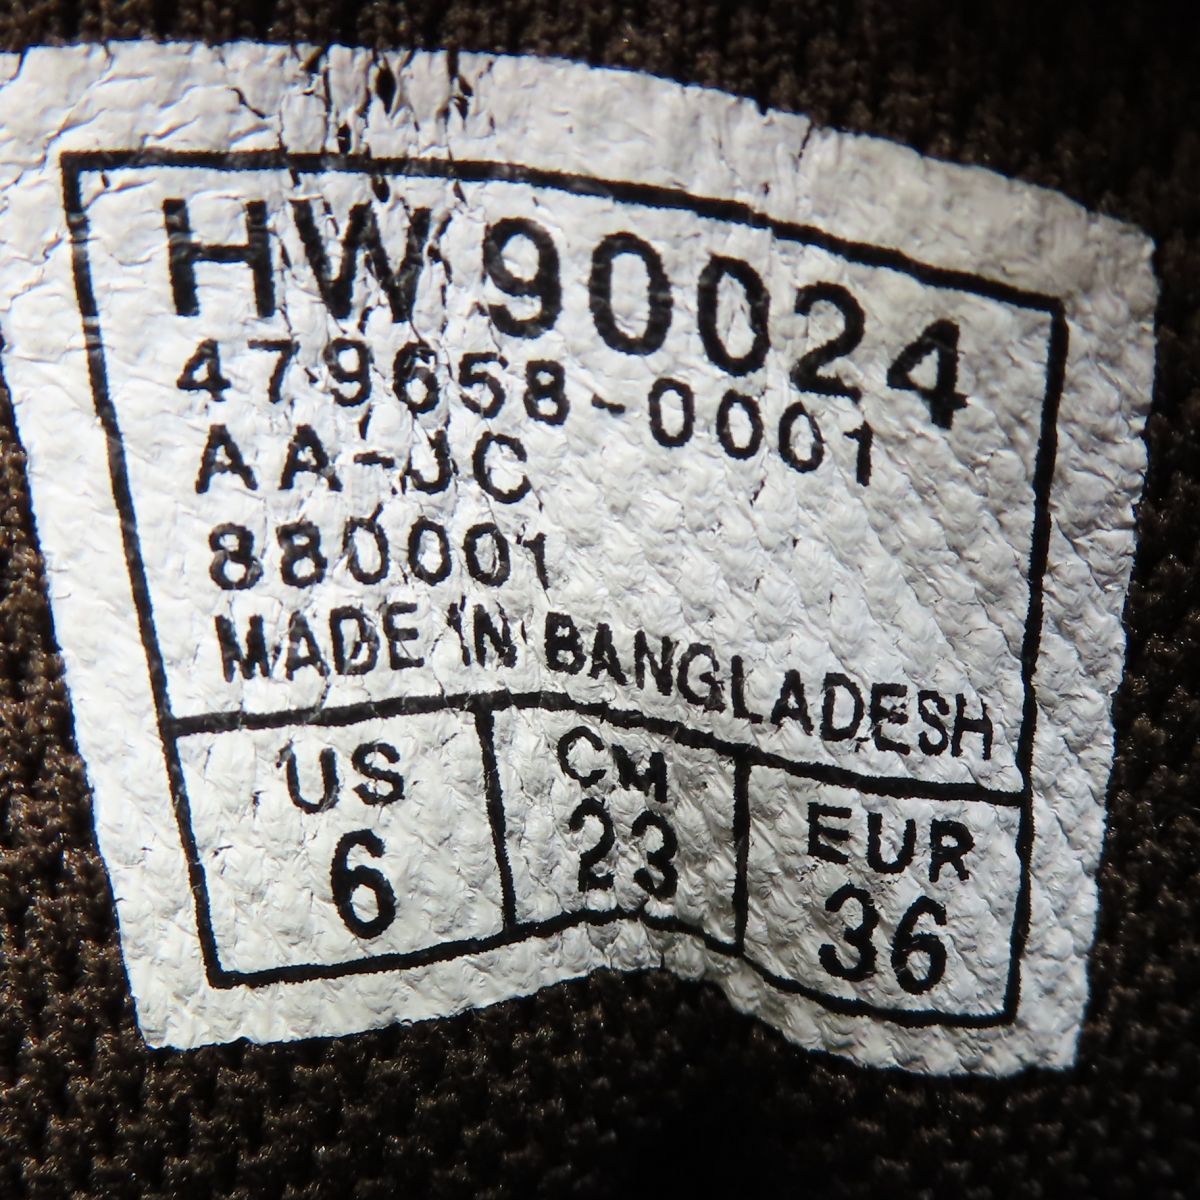 HW90024
479658-0001
AA-JC
880001
MADE IN BANGLADESH
US CM EUR
6 23 36